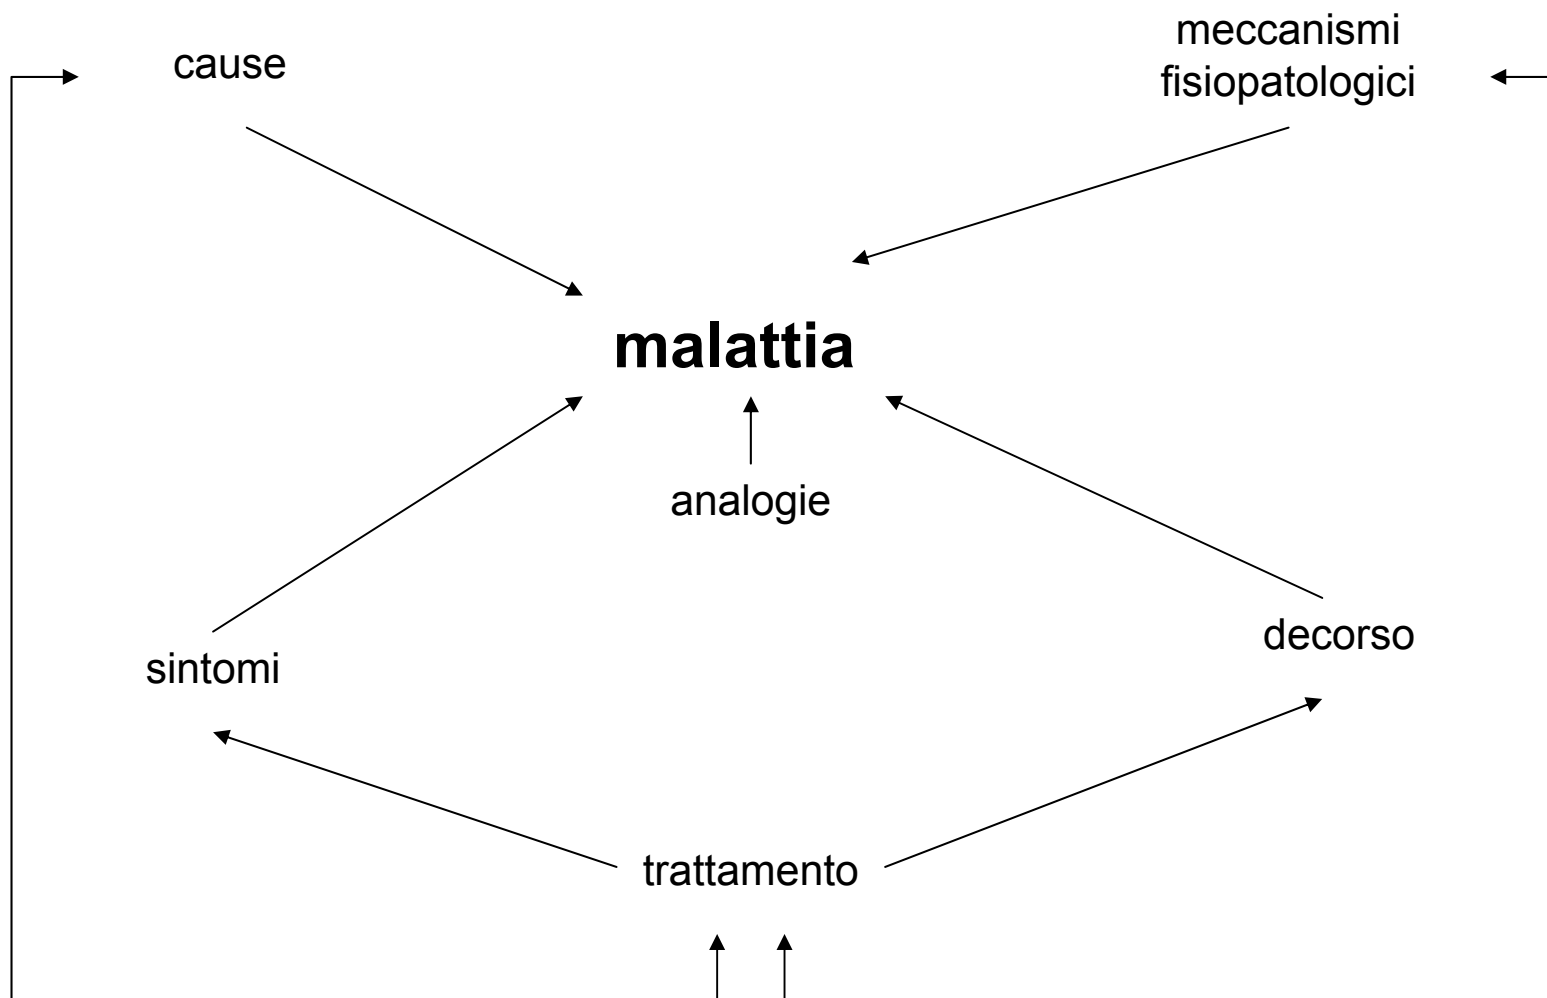 cause
meccanismi
fisiopatologici
malattia
analogie
sintomi
decorso
trattamento